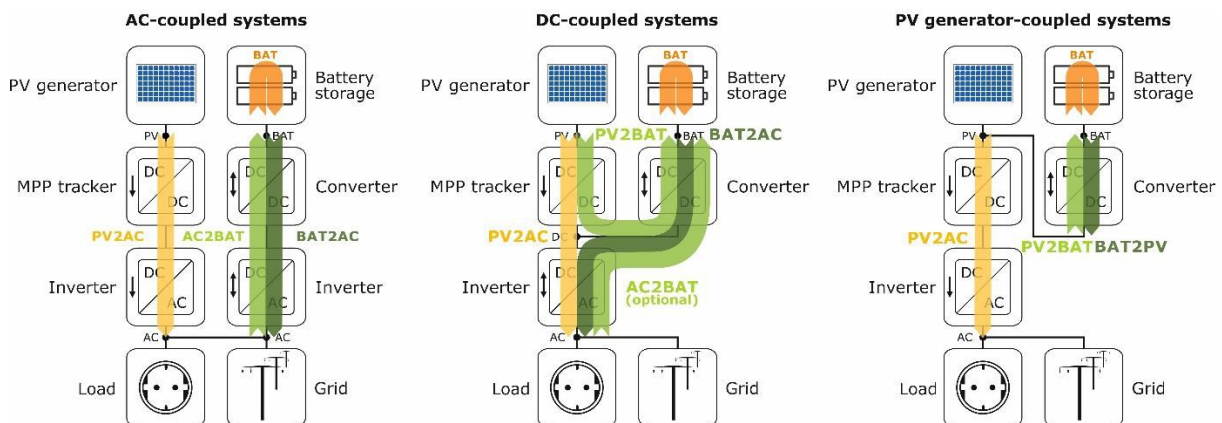 AC-coupled systems
BAT
PV generator
Battery
storage
PV
BAT
DC
DC
DC
DC
MPP tracker
Converter
PV2AC
AC2BAT
BAT2AC
DC
AC
DC
AC
Inverter
Inverter
AC
AC
Load
Grid
DC-coupled systems
BAT
PV generator
Battery
storage
PV
PV2BAT
BAT
BAT2AC
DC
DC
DC
DC
MPP tracker
Converter
PV2AC
DC
DC
AC
Inverter
AC2BAT
(optional)
AC
Load
Grid
PV generator-coupled systems
BAT
PV generator
Battery
storage
PV
BAT
DC
DC
DC
DC
MPP tracker
Converter
PV2AC
PV2BAT
BAT2PV
DC
AC
Inverter
AC
Load
Grid